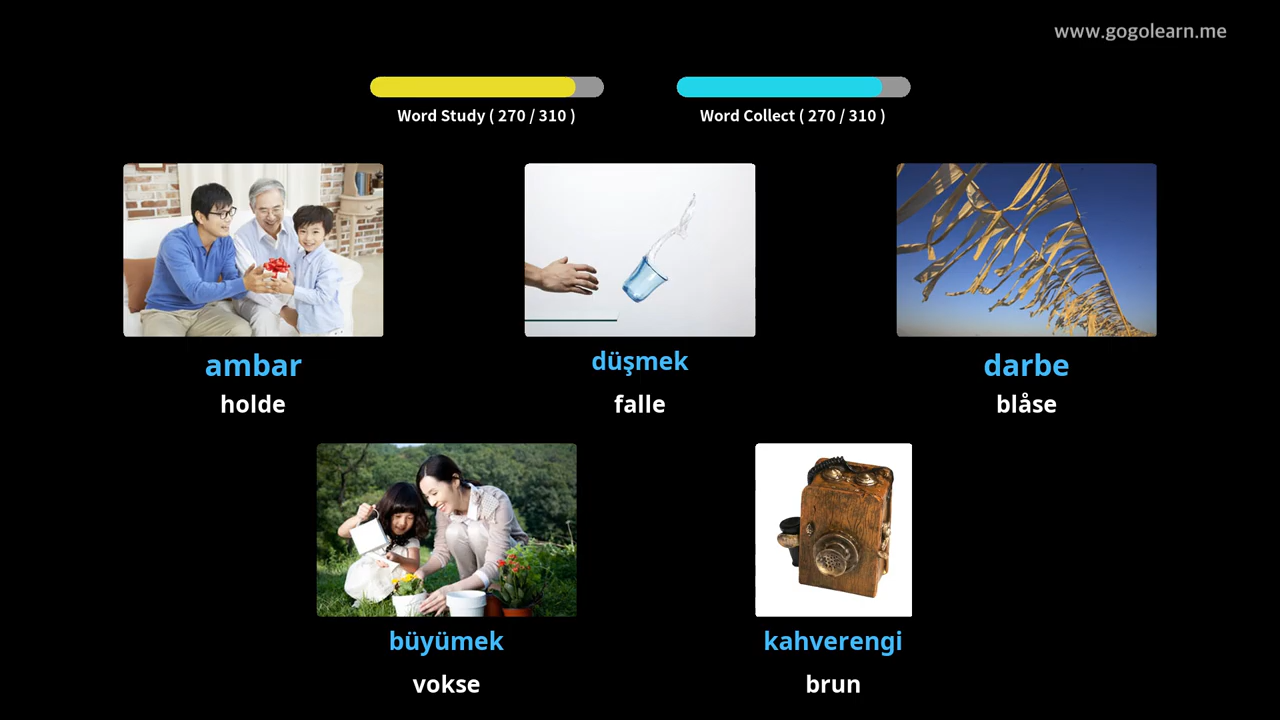 www.gogolearn.me
Word Study ( 270 / 310 )
Word Collect ( 270 / 310 )
ambar
holde
düşmek
falle
darbe
blåse
büyümek
vokse
kahverengi
brun